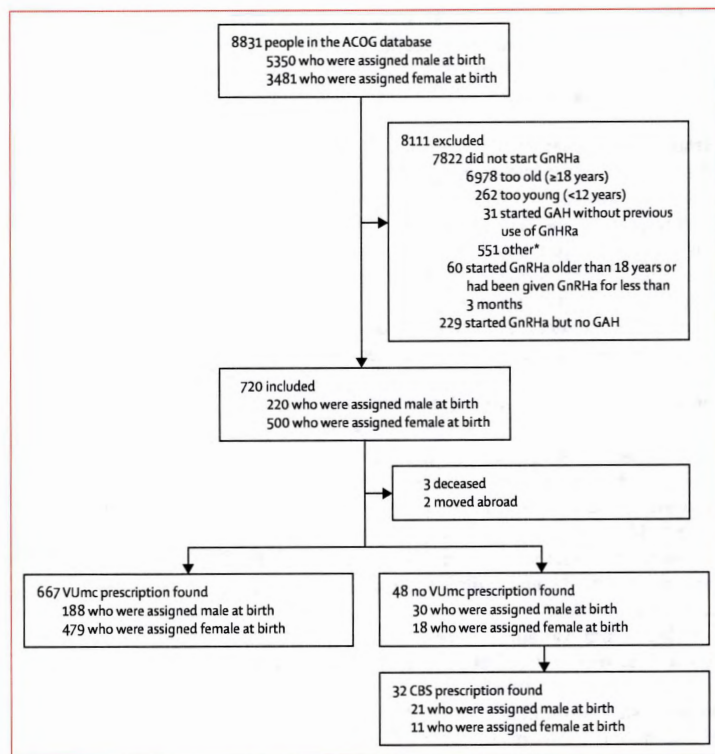 8831 people in the ACOG database
5350 who were assigned male at birth
3481 who were assigned female at birth
8111 excluded
7822 did not start GnRHa
6978 too old (≥18 years)
262 too young (<12 years)
31 started GAH without previous
use of GnHRa
551 other*
60 started GnRHa older than 18 years or
had been given GnRHa for less than
3 months
229 started GnRHa but no GAH
720 included
220 who were assigned male at birth
500 who were assigned female at birth
3 deceased
2 moved abroad
667 VUmc prescription found
188 who were assigned male at birth
479 who were assigned female at birth
48 no VUmc prescription found
30 who were assigned male at birth
18 who were assigned female at birth
32 CBS prescription found
21 who were assigned male at birth
11 who were assigned female at birth